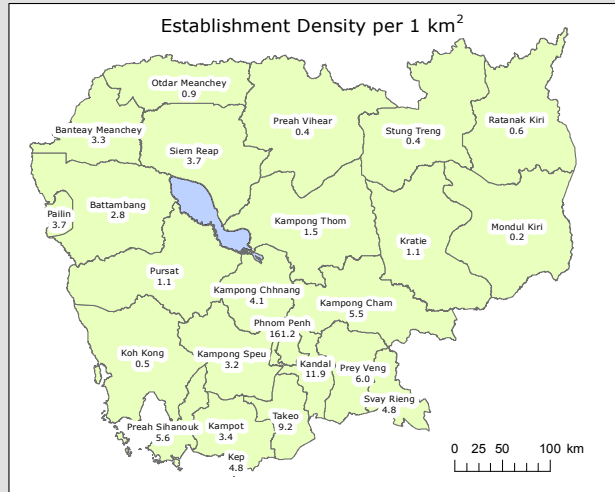 Establishment Density per 1 km²
Otdar Meanchey
0.9
Banteay Meanchey
3.3
Siem Reap
3.7
Preah Vihear
0.4
Stung Treng
0.4
Ratanak Kiri
0.6
Battambang
2.8
Pailin
3.7
Kampong Thom
1.5
Kratie
1.1
Mondul Kiri
0.2
Pursat
1.1
Kampong Chhnang
4.1
Kampong Cham
5.5
Phnom Penh
161.2
Koh Kong
0.5
Kampong Speu
3.2
Kandal
11.9
Prey Veng
6.0
Svay Rieng
4.8
Preah Sihanouk
5.6
Kampot
3.4
Takeo
9.2
Kep
4.8
0 25 50 100 km